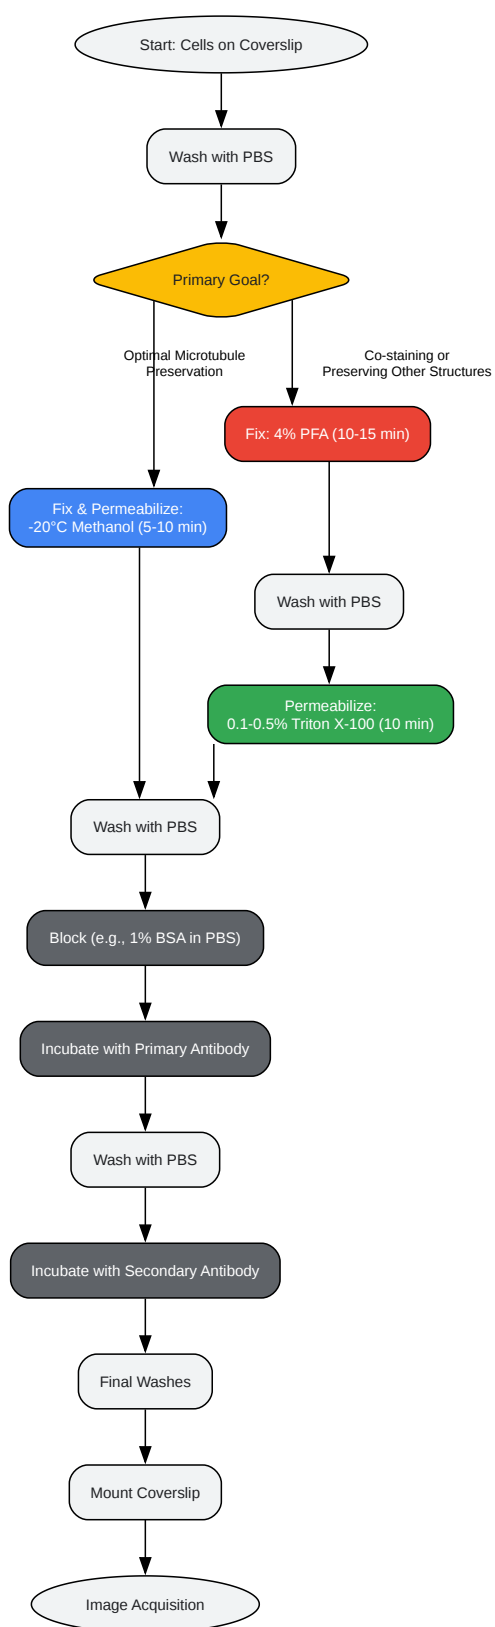 Start: Cells on Coverslip
Wash with PBS
Primary Goal?
Optimal Microtubule
Preservation
Co-staining or
Preserving Other Structures
Fix: 4% PFA (10-15 min)
Fix & Permeabilize:
-20°C Methanol (5-10 min)
Wash with PBS
Permeabilize:
0.1-0.5% Triton X-100 (10 min)
Wash with PBS
Block (e.g., 1% BSA in PBS)
Incubate with Primary Antibody
Wash with PBS
Incubate with Secondary Antibody
Final Washes
Mount Coverslip
Image Acquisition